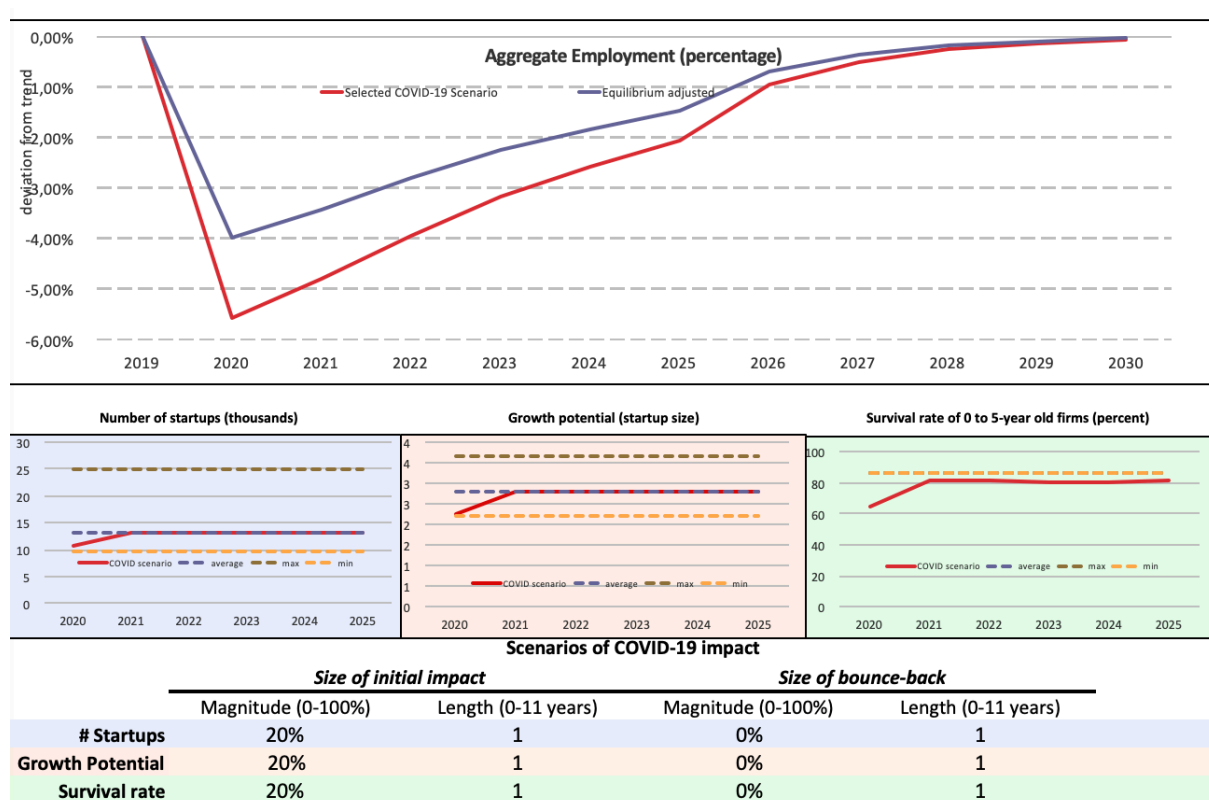 Aggregate Employment (percentage)
deviation from trend
Selected COVID-19 Scenario Equilibrium adjusted
0,00%
-1,00%
-2,00%
-3,00%
-4,00%
-5,00%
-6,00%
2019 2020 2021 2022 2023 2024 2025 2026 2027 2028 2029 2030
Number of startups (thousands)
30
25
20
15
10
5
0
COVID scenario average max min
2020 2021 2022 2023 2024 2025
Growth potential (startup size)
4
4
3
3
2
2
1
1
0
COVID scenario average max min
2020 2021 2022 2023 2024 2025
Survival rate of 0 to 5-year old firms (percent)
100
80
60
40
20
0
COVID scenario average max min
2020 2021 2022 2023 2024 2025
Scenarios of COVID-19 impact
Size of initial impact Size of bounce-back
Magnitude (0-100%) Length (0-11 years) Magnitude (0-100%) Length (0-11 years)
# Startups 20% 1 0% 1
Growth Potential 20% 1 0% 1
Survival rate 20% 1 0% 1